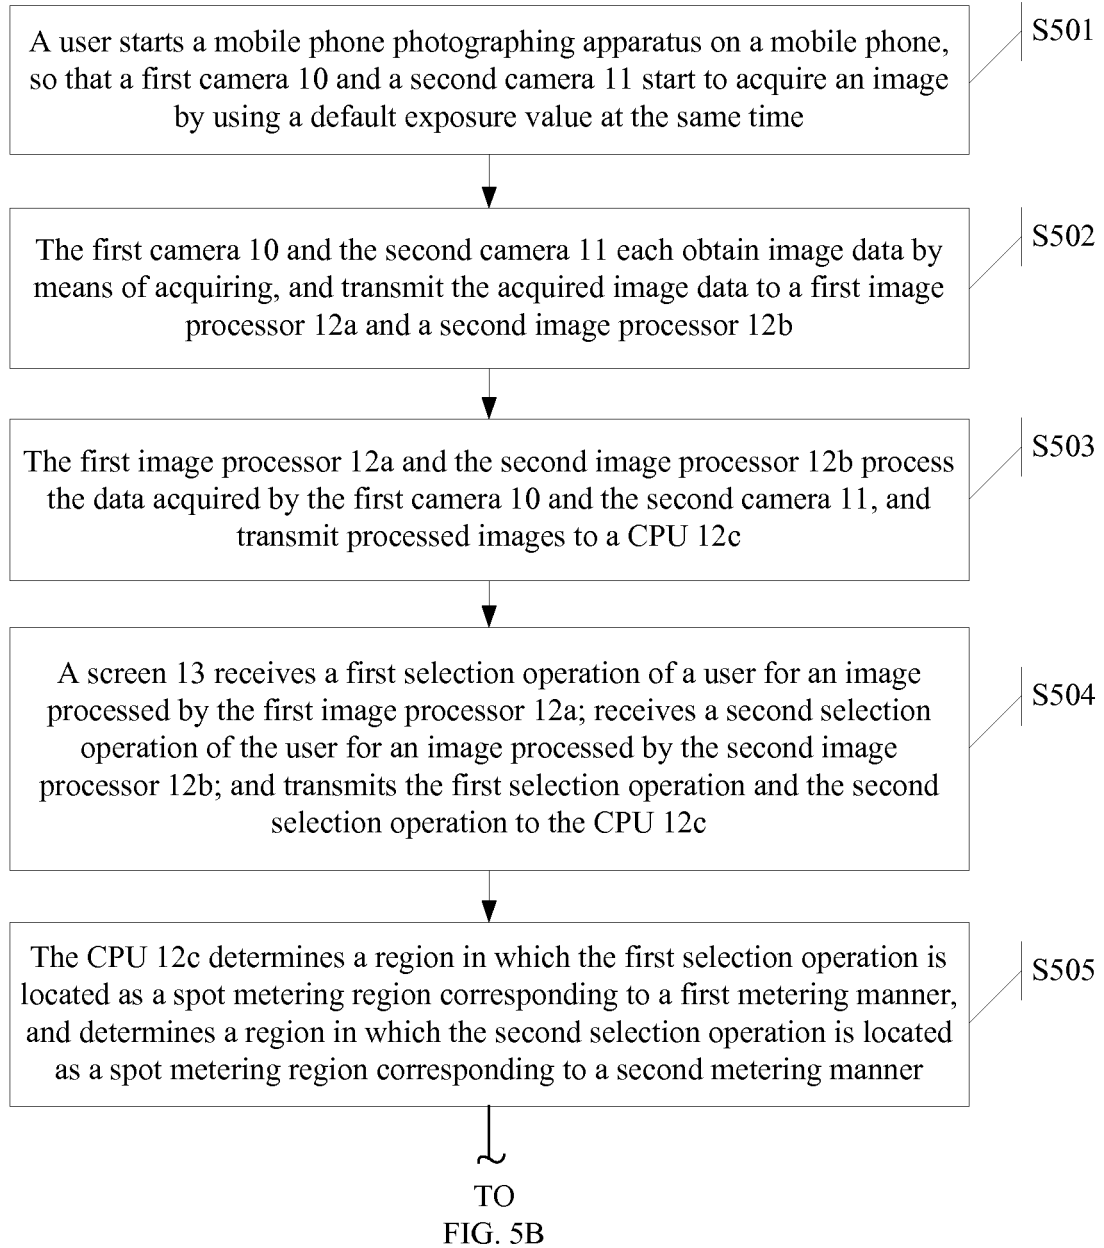 A user starts a mobile phone photographing apparatus on a mobile phone,
so that a first camera 10 and a second camera 11 start to acquire an image
by using a default exposure value at the same time
S501
The first camera 10 and the second camera 11 each obtain image data by
means of acquiring, and transmit the acquired image data to a first image
processor 12a and a second image processor 12b
S502
The first image processor 12a and the second image processor 12b process
the data acquired by the first camera 10 and the second camera 11, and
transmit processed images to a CPU 12c
S503
A screen 13 receives a first selection operation of a user for an image
processed by the first image processor 12a; receives a second selection
operation of the user for an image processed by the second image
processor 12b; and transmits the first selection operation and the second
selection operation to the CPU 12c
S504
The CPU 12c determines a region in which the first selection operation is
located as a spot metering region corresponding to a first metering manner,
and determines a region in which the second selection operation is located
as a spot metering region corresponding to a second metering manner
S505
TO
FIG. 5B